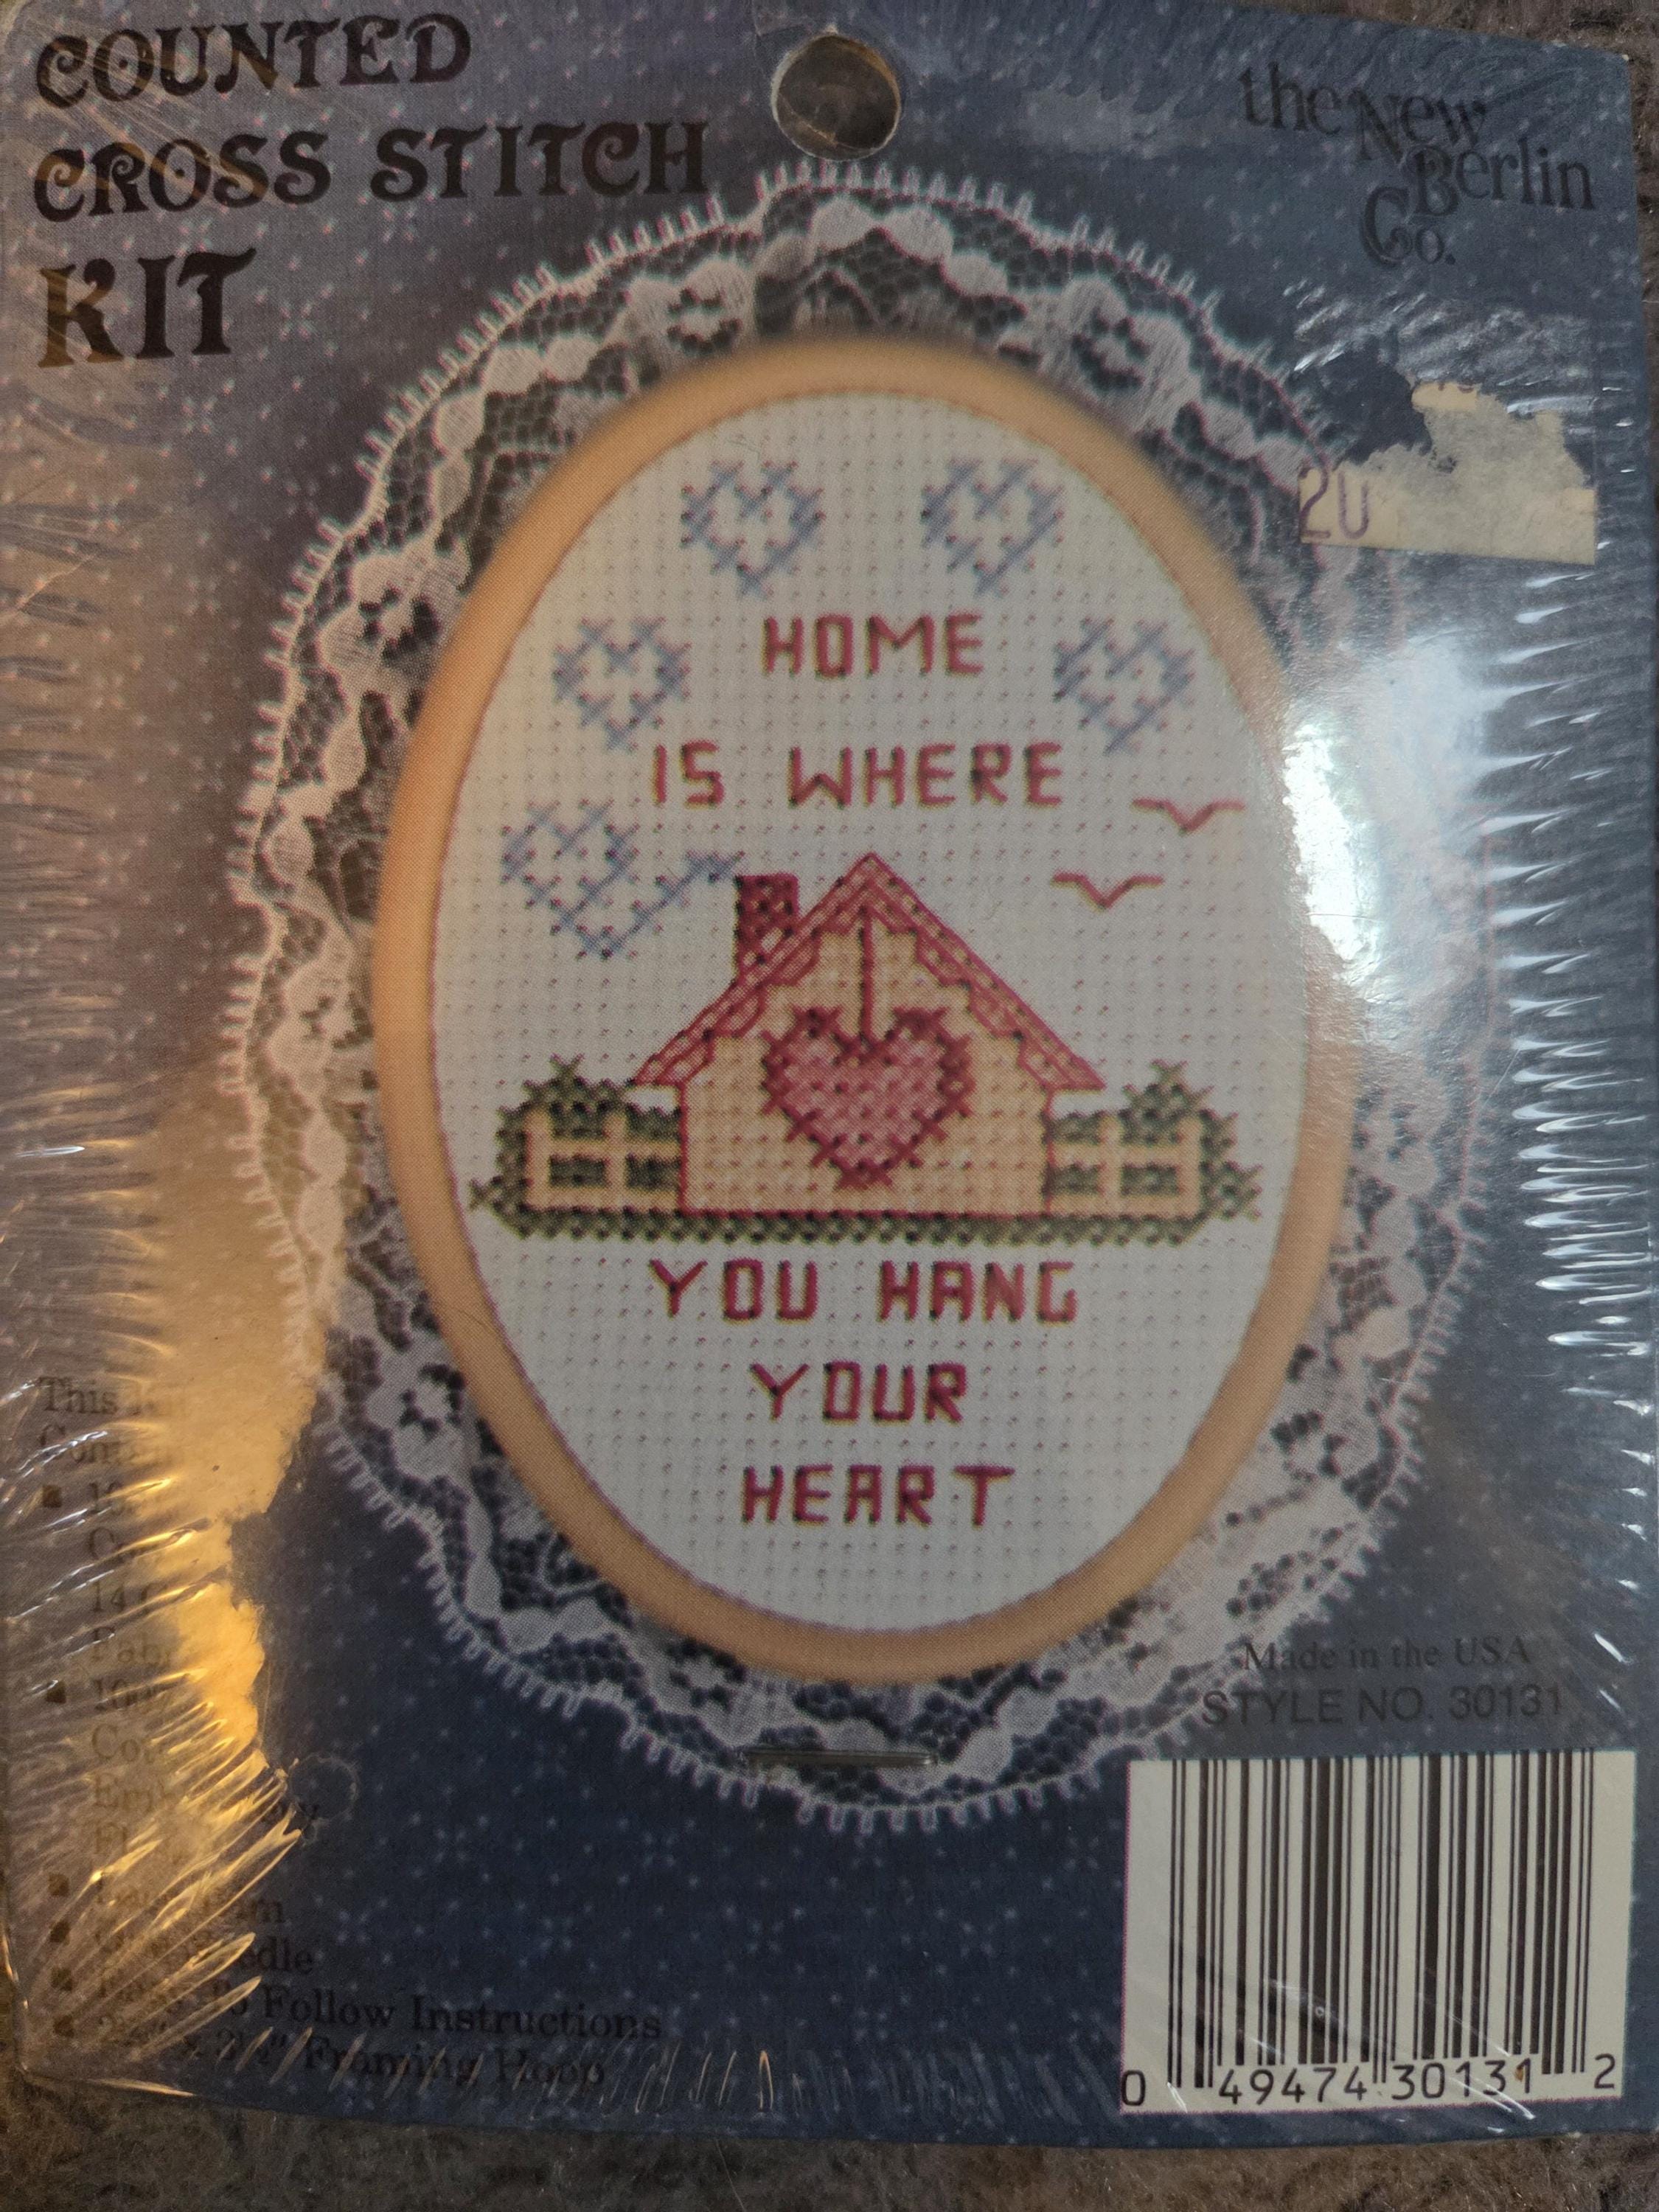 COUNTED
CROSS STITCH
KIT
the New
Berlin
Co.
20
HOME
IS WHERE
YOU HANG
YOUR
HEART
This
14
to Follow Instructions
Framing Hoop
Made in the USA
STYLE NO. 30131
0 49474 30131 2